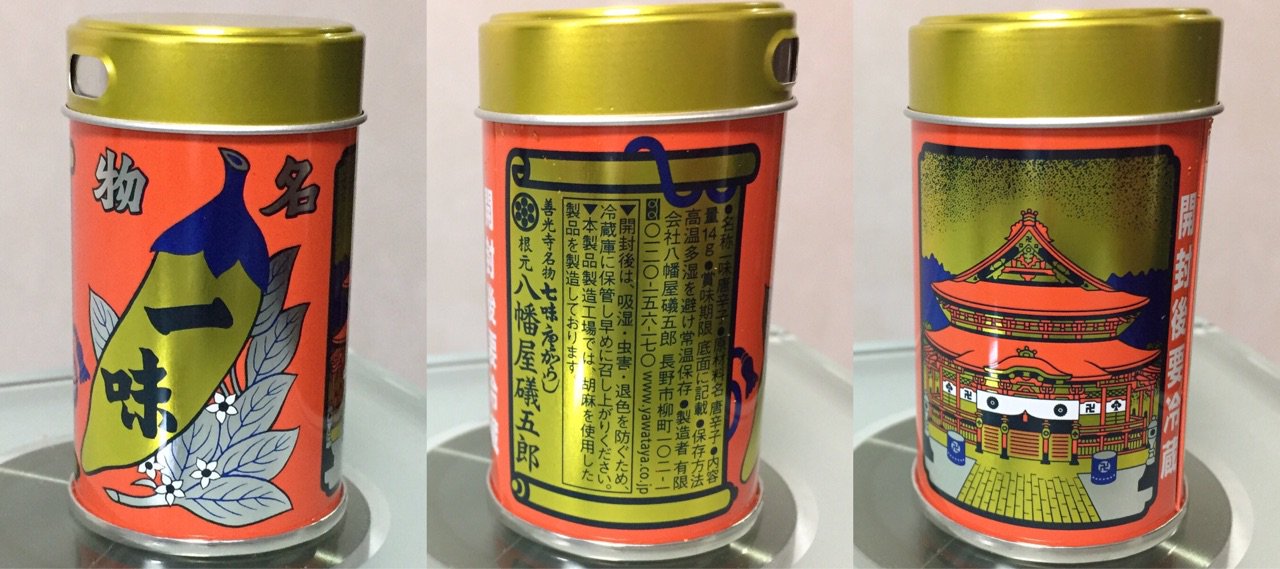 名物
一味
●名称 一味唐辛子●原材料名 唐辛子●内容
量14g●賞味期限 底面に記載●保存方法
高温多湿を避け常温保存●製造者 有限
会社八幡屋礒五郎 長野市柳町一〇二-一
〇一二〇-一五六-一七〇 www.yawataya.co.jp
▼開封後は、吸湿・虫害・退色を防ぐため、
冷蔵庫に保管し早めに召し上がりください。
▼本製品製造工場では、胡麻を使用した
製品を製造しております。
善光寺名物 七味唐がらし
根元 八幡屋礒五郎
開封後要冷蔵